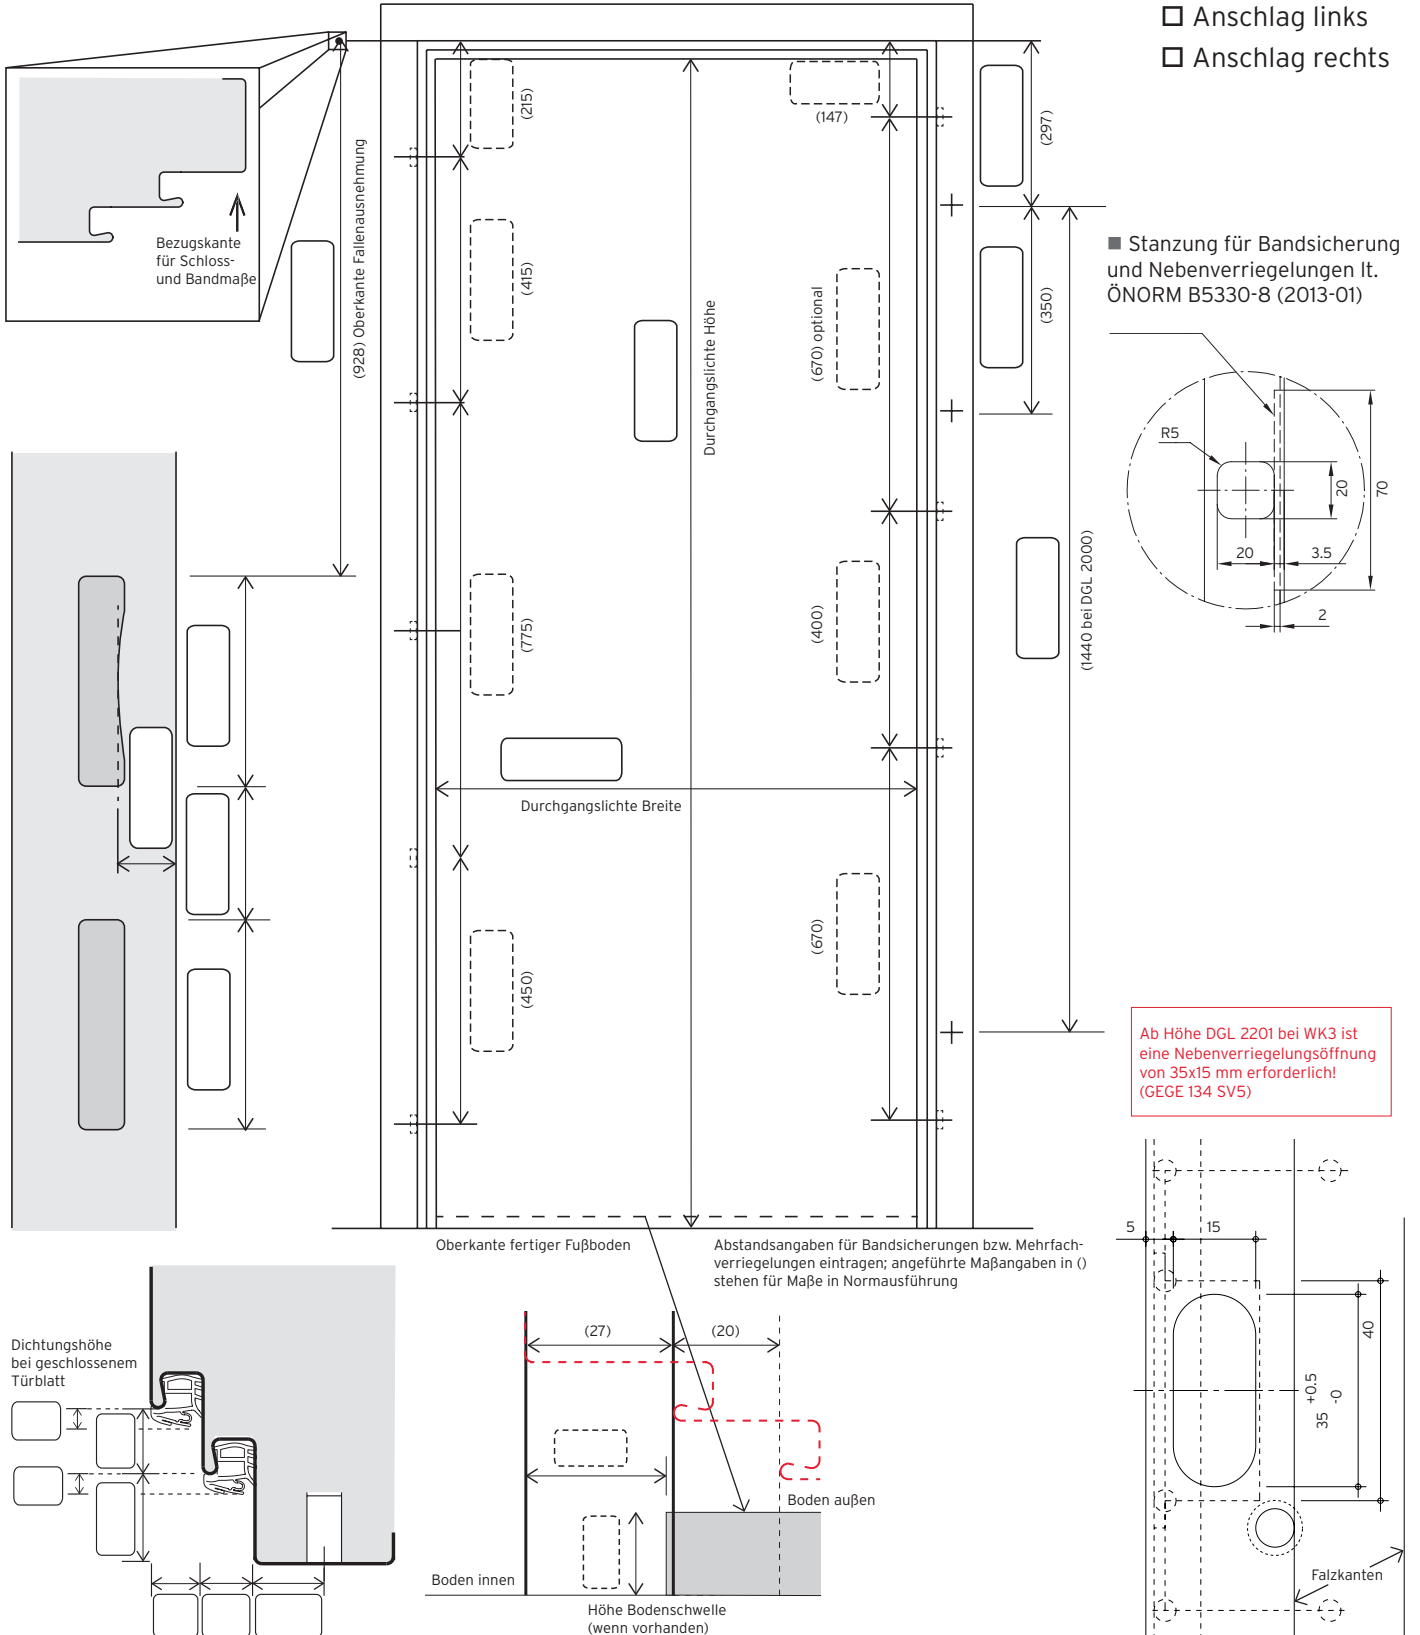 Anschlag links
Anschlag rechts
Bezugskante
für Schloss-
und Bandmaße
(928) Oberkante Fallenausnehmung
(215)
(415)
(775)
(450)
Durchgangslichte Höhe
Durchgangslichte Breite
(147)
(670) optional
(400)
(670)
(297)
(350)
(1440 bei DGL 2000)
■ Stanzung für Bandsicherung
und Nebenverriegelungen lt.
ÖNORM B5330-8 (2013-01)
R5
20
70
20
3.5
2
Ab Höhe DGL 2201 bei WK3 ist
eine Nebenverriegelungsöffnung
von 35x15 mm erforderlich!
(GEGE 134 SV5)
Oberkante fertiger Fußboden
Abstandsangaben für Bandsicherungen bzw. Mehrfach-
verriegelungen eintragen; angeführte Maßangaben in ()
stehen für Maße in Normausführung
Dichtungshöhe
bei geschlossenem
Türblatt
(27)
(20)
Boden außen
Boden innen
Höhe Bodenschwelle
(wenn vorhanden)
5
15
40
35 +0.5 -0
Falzkanten